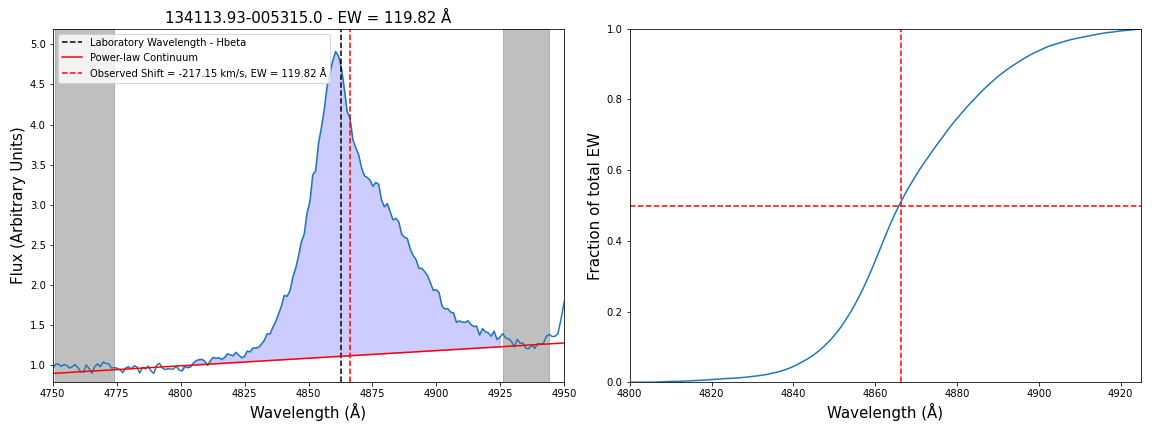 134113.93-005315.0 - EW = 119.82 Å
Laboratory Wavelength - Hbeta
Power-law Continuum
Observed Shift = -217.15 km/s, EW = 119.82 Å
Flux (Arbitrary Units)
5.0
4.5
4.0
3.5
3.0
2.5
2.0
1.5
1.0
4750 4775 4800 4825 4850 4875 4900 4925 4950
Wavelength (Å)
Fraction of total EW
1.0
0.8
0.6
0.4
0.2
0.0
4800 4820 4840 4860 4880 4900 4920
Wavelength (Å)